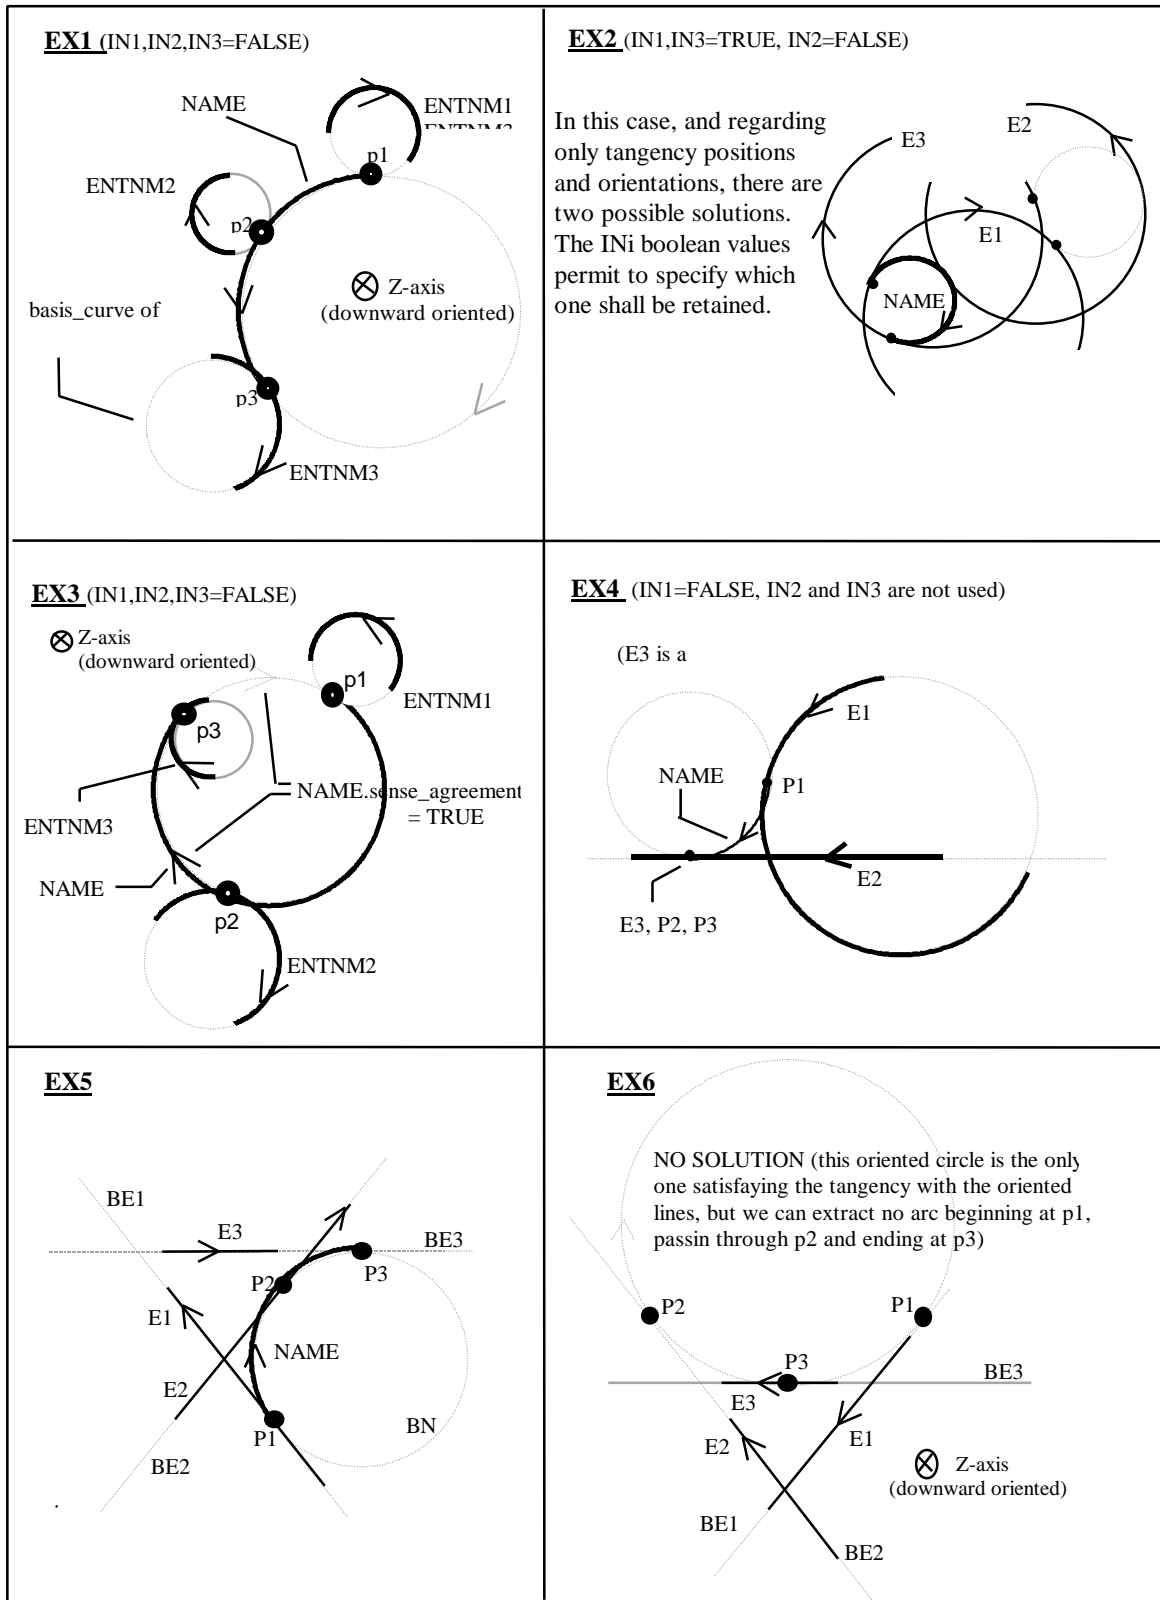 EX1 (IN1,IN2,IN3=FALSE)
NAME
ENTNM1
ENTNM3
p1
ENTNM2
p2
Z-axis
(downward oriented)
basis_curve of
p3
ENTNM3
EX2 (IN1,IN3=TRUE, IN2=FALSE)
In this case, and regarding
only tangency positions
and orientations, there are
two possible solutions.
The INi boolean values
permit to specify which
one shall be retained.
E3
E2
E1
NAME
EX3 (IN1,IN2,IN3=FALSE)
Z-axis
(downward oriented)
p1
ENTNM1
p3
NAME.sense_agreement
= TRUE
ENTNM3
NAME
p2
ENTNM2
EX4 (IN1=FALSE, IN2 and IN3 are not used)
(E3 is a
E1
NAME
P1
E2
E3, P2, P3
EX5
BE1
E3
BE3
P3
P2
E1
NAME
E2
P1
BN
BE2
EX6
NO SOLUTION (this oriented circle is the only
one satisfaying the tangency with the oriented
lines, but we can extract no arc beginning at p1,
passin through p2 and ending at p3)
P2
P1
P3
BE3
E3
E1
E2
Z-axis
(downward oriented)
BE1
BE2